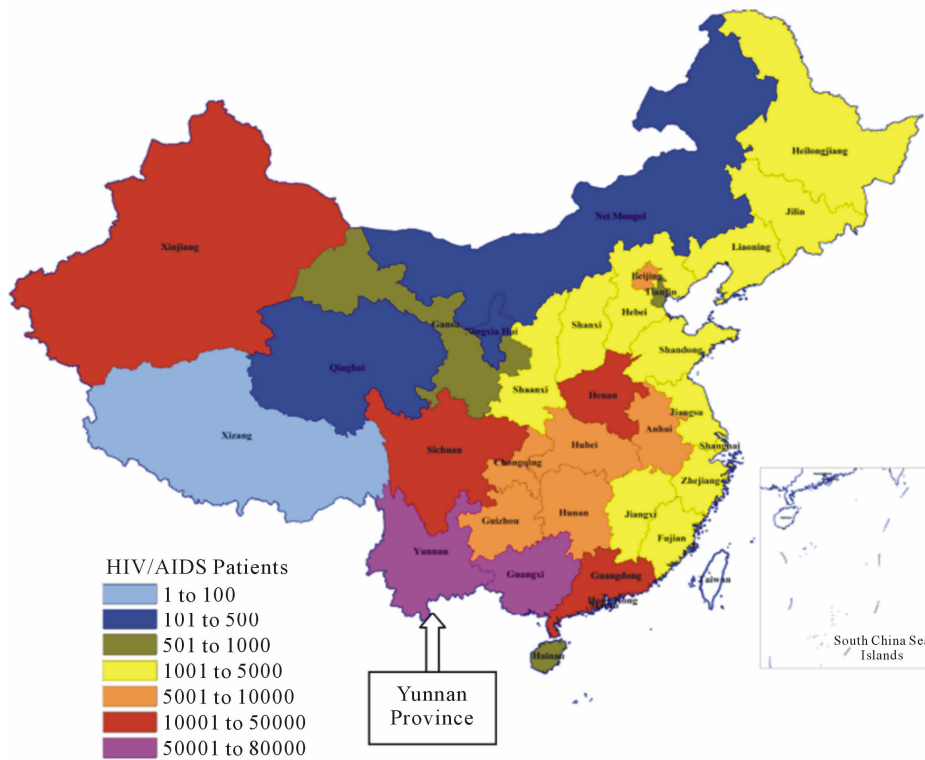 Heilongjiang
Jilin
Liaoning
Nei Mongol
Xinjiang
Beijing
Tianjin
Hebei
Shanxi
Gansu
Ningxia Hui
Shandong
Qinghai
Shaanxi
Henan
Jiangsu
Anhui
Xizang
Sichuan
Hubei
Shanghai
Chongqing
Zhejiang
Guizhou
Hunan
Jiangxi
Fujian
Yunnan
Guangxi
Guangdong
Taiwan
Hong Kong
Hainan
South China Sea
Islands
HIV/AIDS Patients
1 to 100
101 to 500
501 to 1000
1001 to 5000
5001 to 10000
10001 to 50000
50001 to 80000
Yunnan
Province